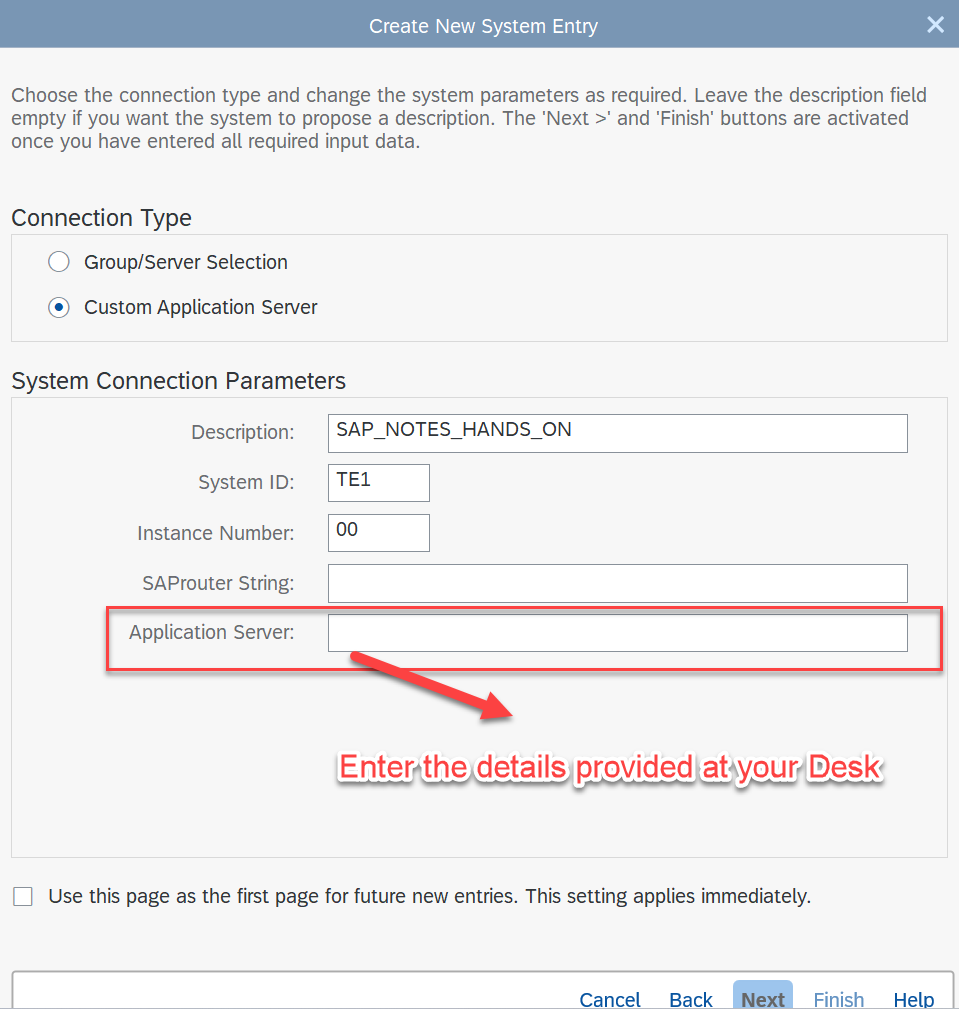 Create New System Entry
Choose the connection type and change the system parameters as required. Leave the description field
empty if you want the system to propose a description. The 'Next >' and 'Finish' buttons are activated
once you have entered all required input data.
Connection Type
Group/Server Selection
Custom Application Server
System Connection Parameters
Description: SAP_NOTES_HANDS_ON
System ID: TE1
Instance Number: 00
SAProuter String:
Application Server:
Enter the details provided at your Desk
Use this page as the first page for future new entries. This setting applies immediately.
Cancel Back Next Finish Help